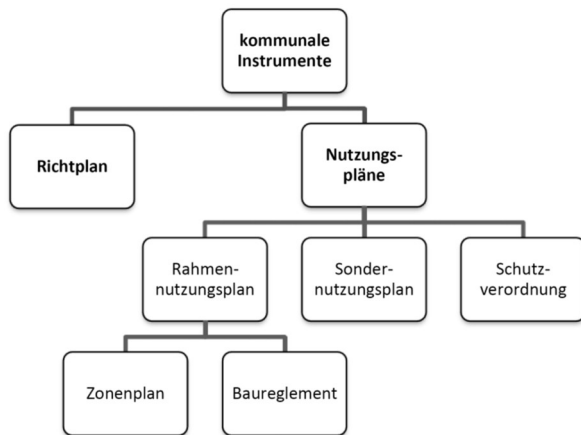 kommunale
Instrumente
Richtplan
Nutzungs-
pläne
Rahmen-
nutzungsplan
Sonder-
nutzungsplan
Schutz-
verordnung
Zonenplan
Baureglement